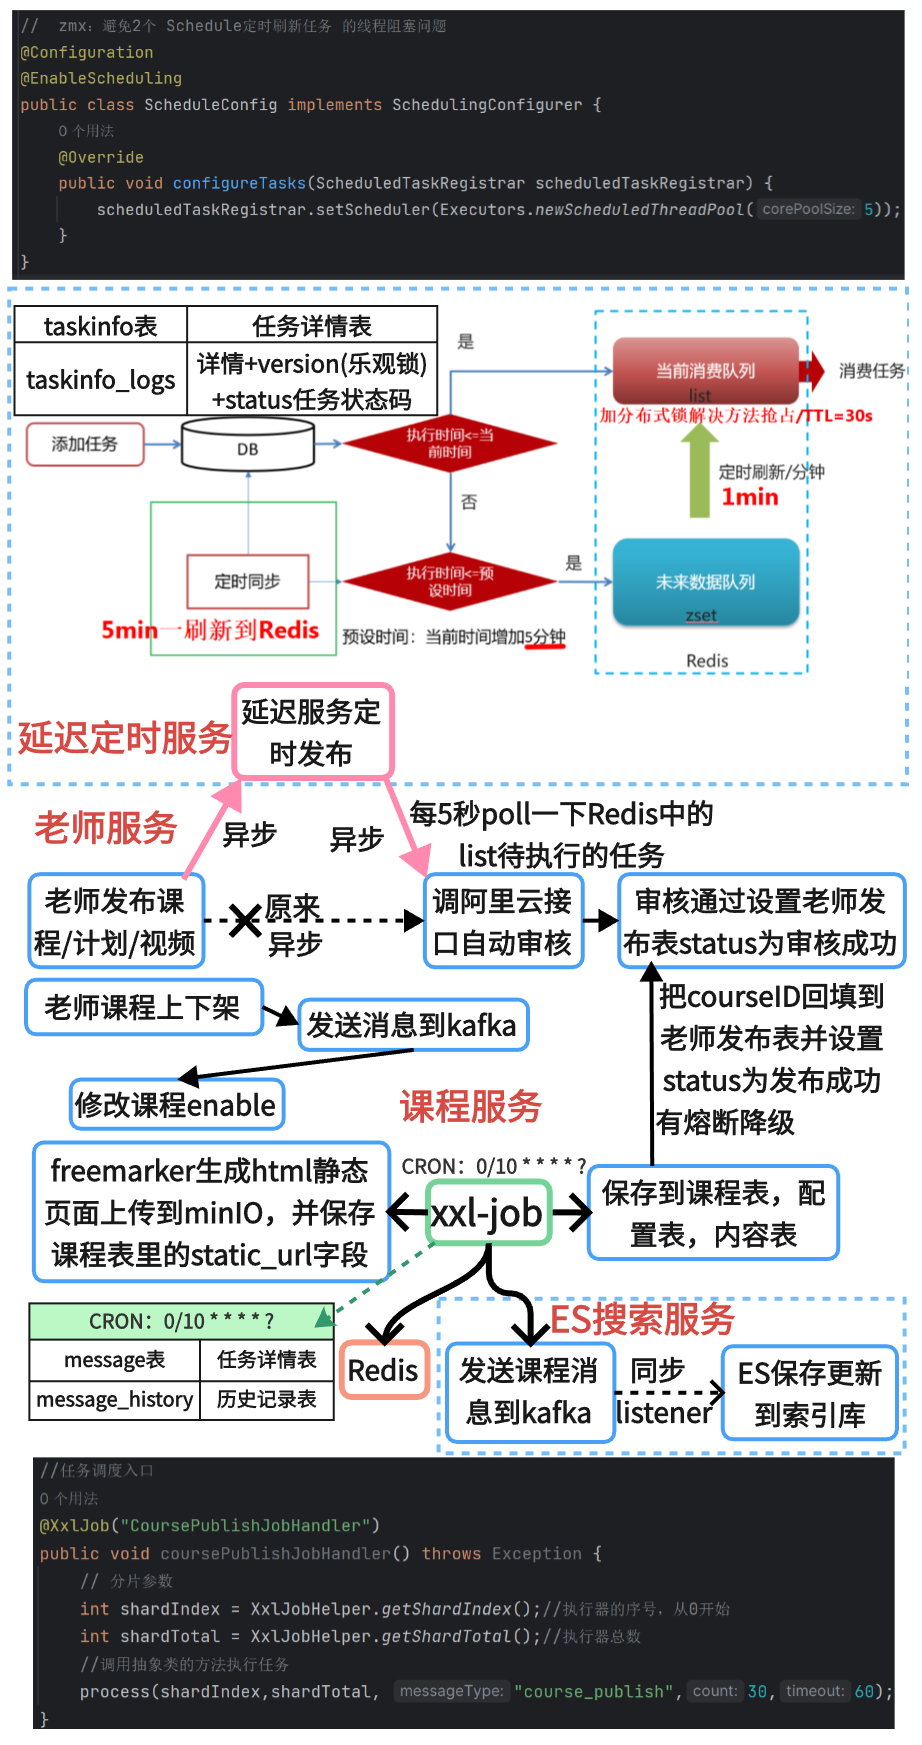 // zmx：避免2个 Schedule定时刷新任务 的线程阻塞问题
@Configuration
@EnableScheduling
public class ScheduleConfig implements SchedulingConfigurer {
0 个用法
@Override
public void configureTasks(ScheduledTaskRegistrar scheduledTaskRegistrar) {
scheduledTaskRegistrar.setScheduler(Executors.newScheduledThreadPool( corePoolSize: 5));
}
}
taskinfo表
任务详情表
taskinfo_logs
详情+version(乐观锁)
+status任务状态码
是
当前消费队列
list
消费任务
加分布式锁解决方法抢占/TTL=30s
添加任务
DB
执行时间<=当
前时间
定时刷新/分钟
1min
否
定时同步
执行时间<=预
设时间
是
未来数据队列
zset
5min一刷新到Redis
预设时间：当前时间增加5分钟
Redis
延迟定时服务
延迟服务定
时发布
老师服务
异步
异步
每5秒poll一下Redis中的
list待执行的任务
老师发布课
程/计划/视频
原来
异步
调阿里云接
口自动审核
审核通过设置老师发
布表status为审核成功
老师课程上下架
发送消息到kafka
修改课程enable
把courseID回填到
老师发布表并设置
status为发布成功
有熔断降级
课程服务
freemarker生成html静态
页面上传到minIO，并保存
课程表里的static_url字段
CRON：0/10 * * * * ?
xxl-job
保存到课程表，配
置表，内容表
CRON：0/10 * * * * ?
message表
任务详情表
message_history
历史记录表
Redis
ES搜索服务
发送课程消
息到kafka
同步
listener
ES保存更新
到索引库
//任务调度入口
0 个用法
@XxlJob("CoursePublishJobHandler")
public void coursePublishJobHandler() throws Exception {
// 分片参数
int shardIndex = XxlJobHelper.getShardIndex();//执行器的序号，从0开始
int shardTotal = XxlJobHelper.getShardTotal();//执行器总数
//调用抽象类的方法执行任务
process(shardIndex,shardTotal, messageType: "course_publish", count: 30, timeout: 60);
}